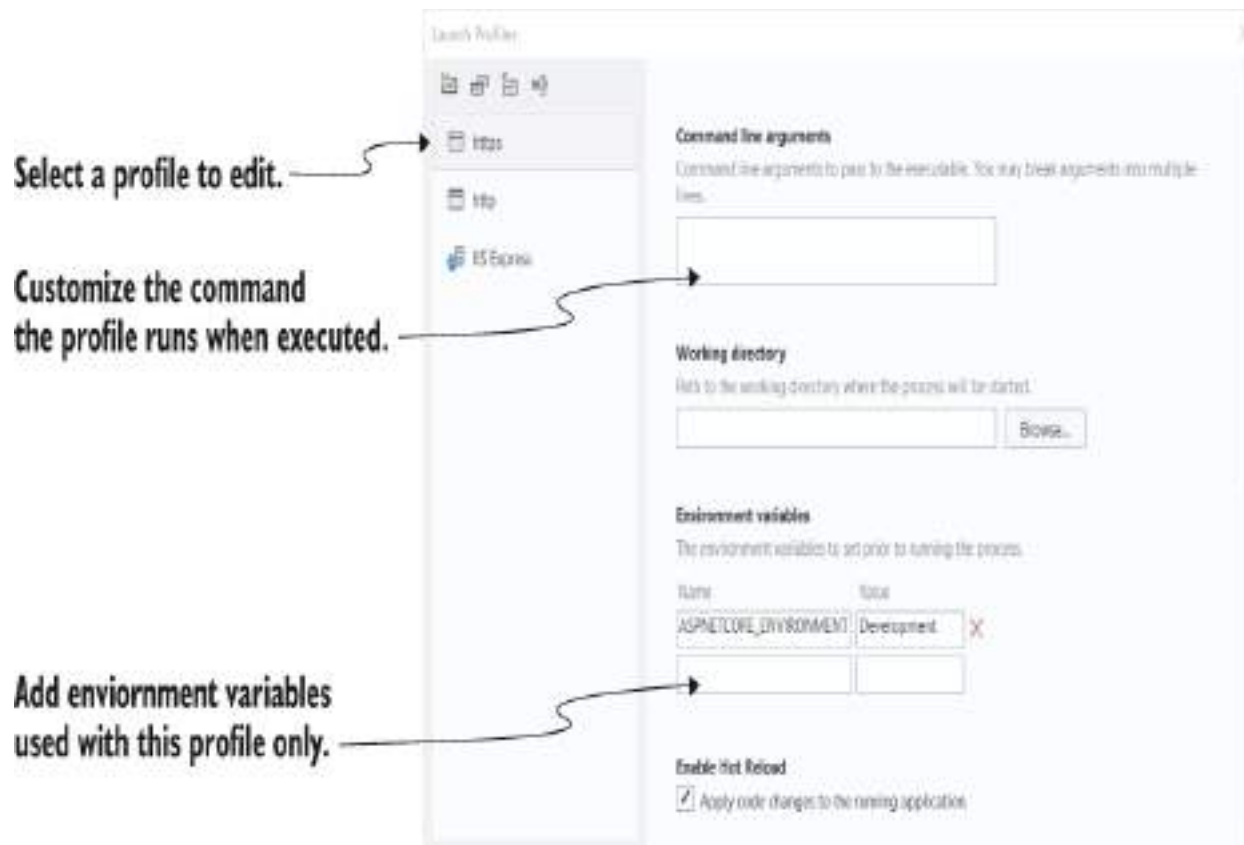 Launch Profiles
https
Select a profile to edit.
http
IIS Express
Customize the command
the profile runs when executed.
Command line arguments
Command line arguments to pass to the executable. You may break arguments into multiple
lines.
Working directory
Path to the working directory where the process will be started.
Browse...
Environment variables
The environment variables to set prior to running the process.
Name Value
ASPNETCORE_ENVIRONMENT Development X
Add enviornment variables
used with this profile only.
Enable Hot Reload
Apply code changes to the running application